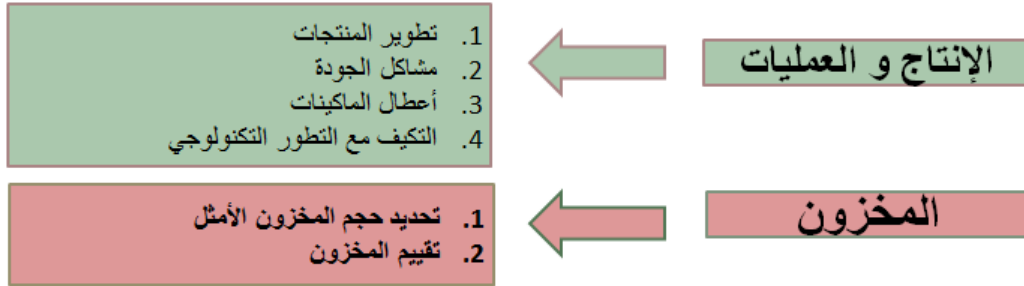 الإنتاج و العمليات
1. تطوير المنتجات
2. مشاكل الجودة
3. أعطال الماكينات
4. التكيف مع التطور التكنولوجي
المخزون
1. تحديد حجم المخزون الأمثل
2. تقييم المخزون